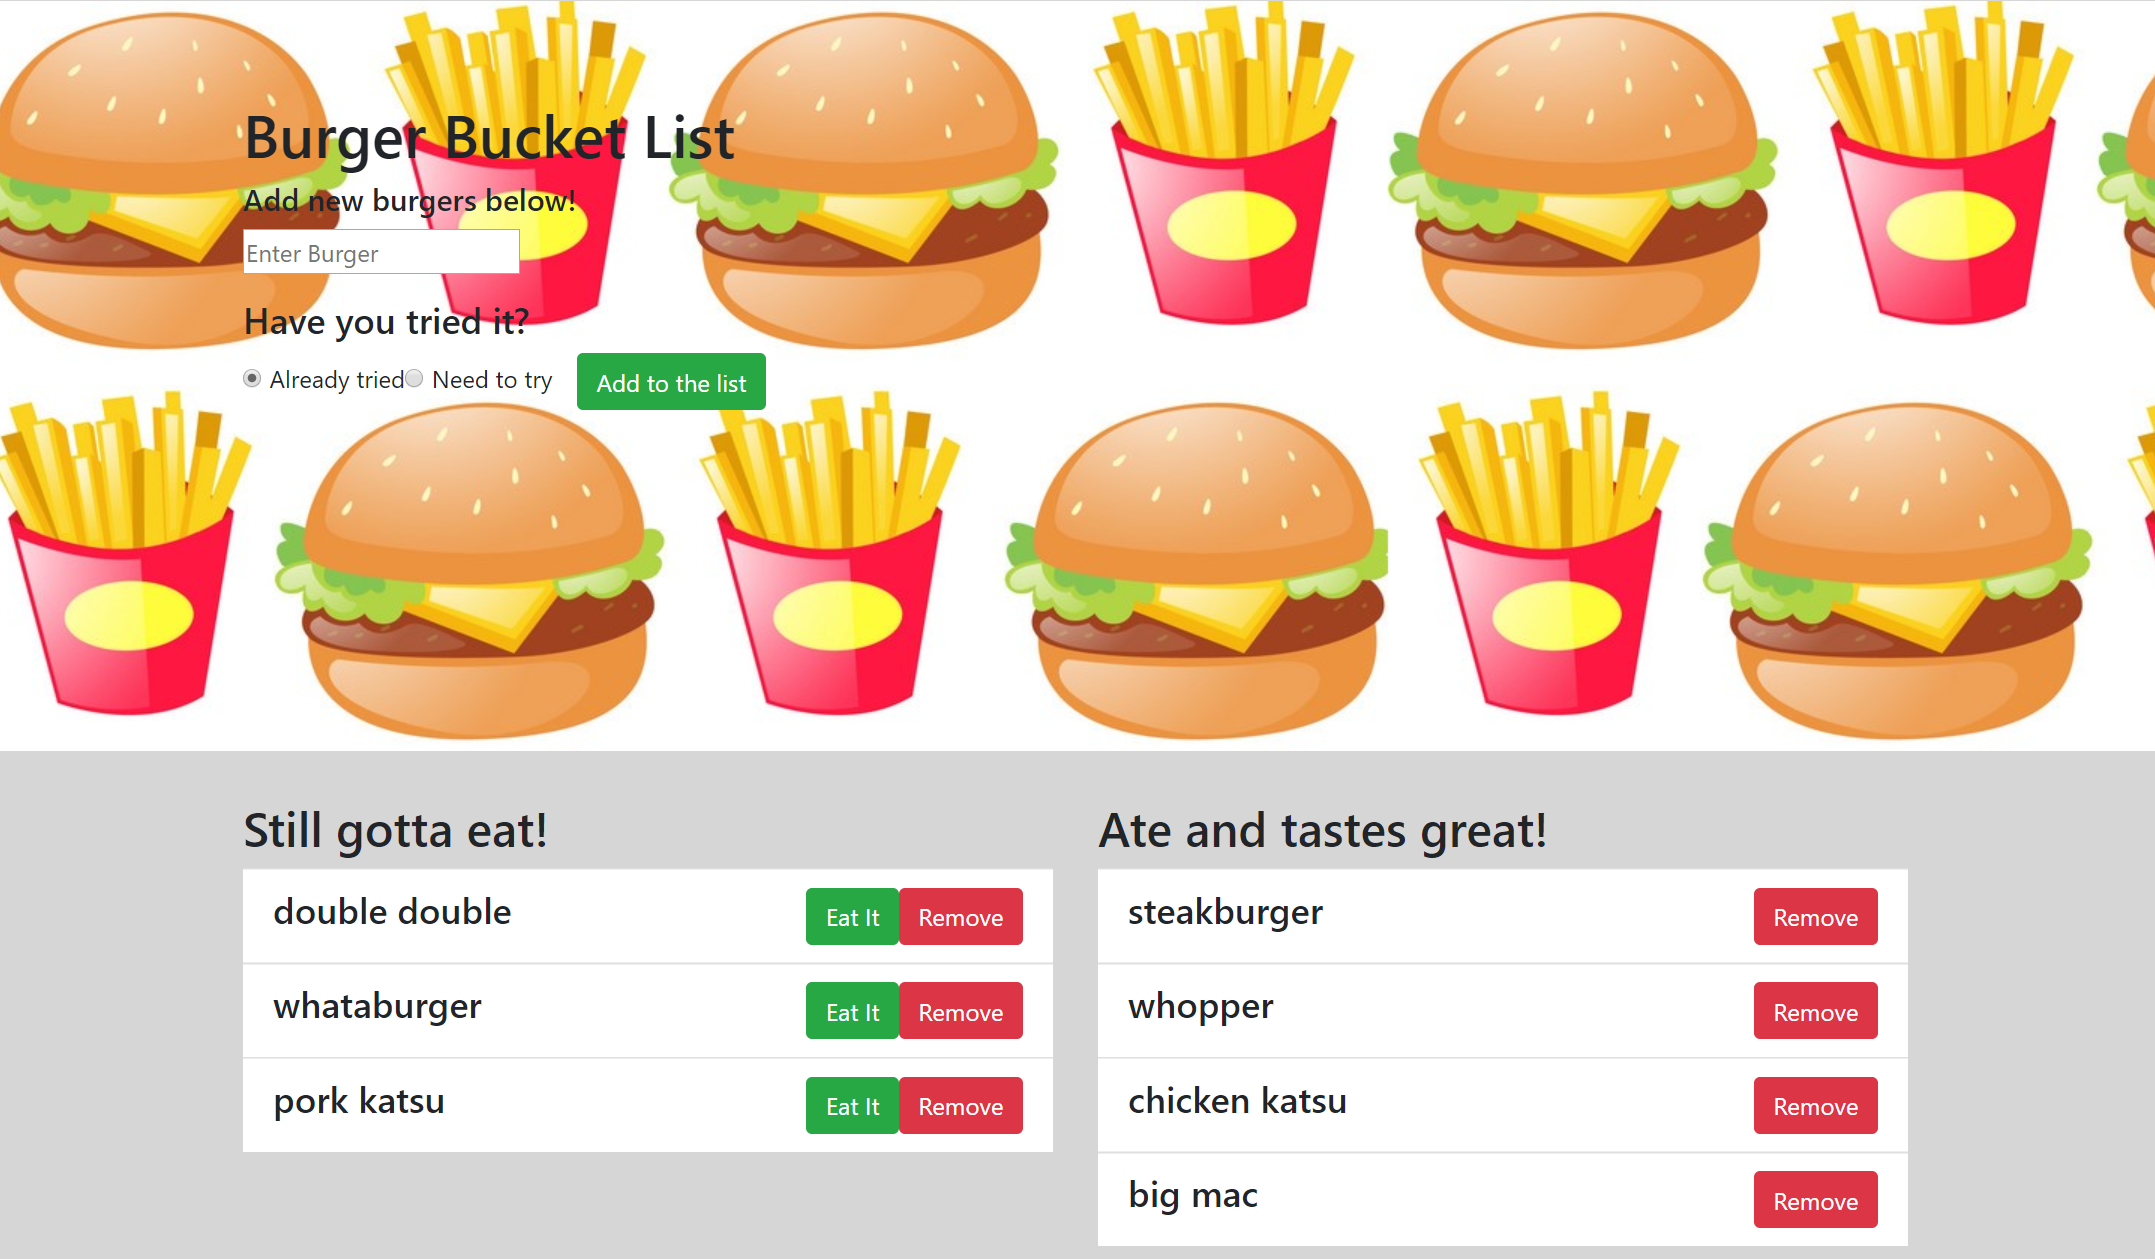 Burger Bucket List
Add new burgers below!
Enter Burger
Have you tried it?
Already tried Need to try Add to the list
Still gotta eat!
double double Eat It Remove
whataburger Eat It Remove
pork katsu Eat It Remove
Ate and tastes great!
steakburger Remove
whopper Remove
chicken katsu Remove
big mac Remove